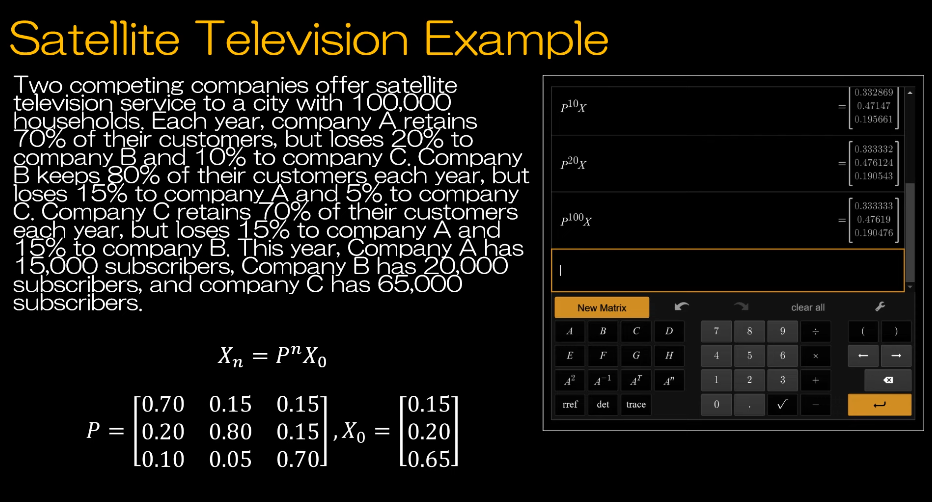 Satellite Television Example
Two competing companies offer satellite
television service to a city with 100,000
households. Each year, company A retains
70% of their customers, but loses 20% to
company B and 10% to company C. Company
B keeps 80% of their customers each year, but
loses 15% to company A and 5% to company
C. Company C retains 70% of their customers
each year, but loses 15% to company A and
15% to company B. This year, Company A has
15,000 subscribers, Company B has 20,000
subscribers, and company C has 65,000
subscribers.
Xₙ = PⁿX₀
P = [0.70 0.15 0.15
0.20 0.80 0.15
0.10 0.05 0.70], X₀ = [0.15
0.20
0.65]
P¹⁰X = [0.332869
0.47147
0.195661]
P²⁰X = [0.333332
0.476124
0.190543]
P¹⁰⁰X = [0.333333
0.47619
0.190476]
New Matrix clear all
A B C D 7 8 9 ÷ ( )
E F G H 4 5 6 × ← →
A² A⁻¹ Aᵀ Aⁿ 1 2 3 +
rref det trace 0 . √ −